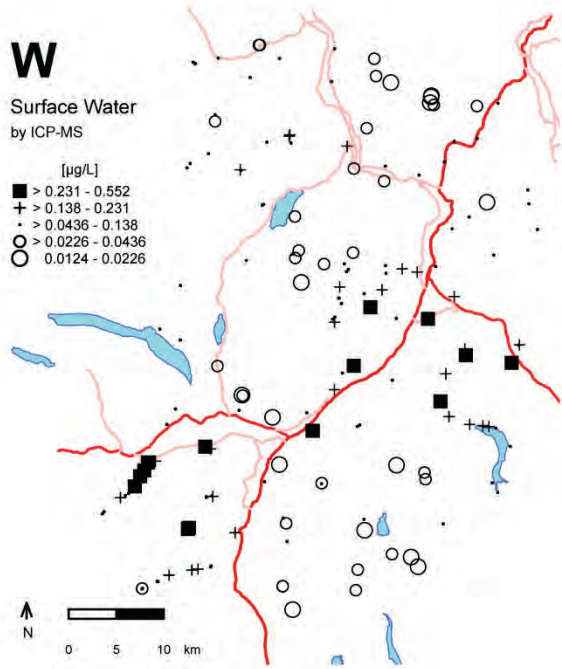 W
Surface Water
by ICP-MS
[µg/L]
> 0.231 - 0.552
> 0.138 - 0.231
> 0.0436 - 0.138
> 0.0226 - 0.0436
0.0124 - 0.0226
N
0 5 10 km